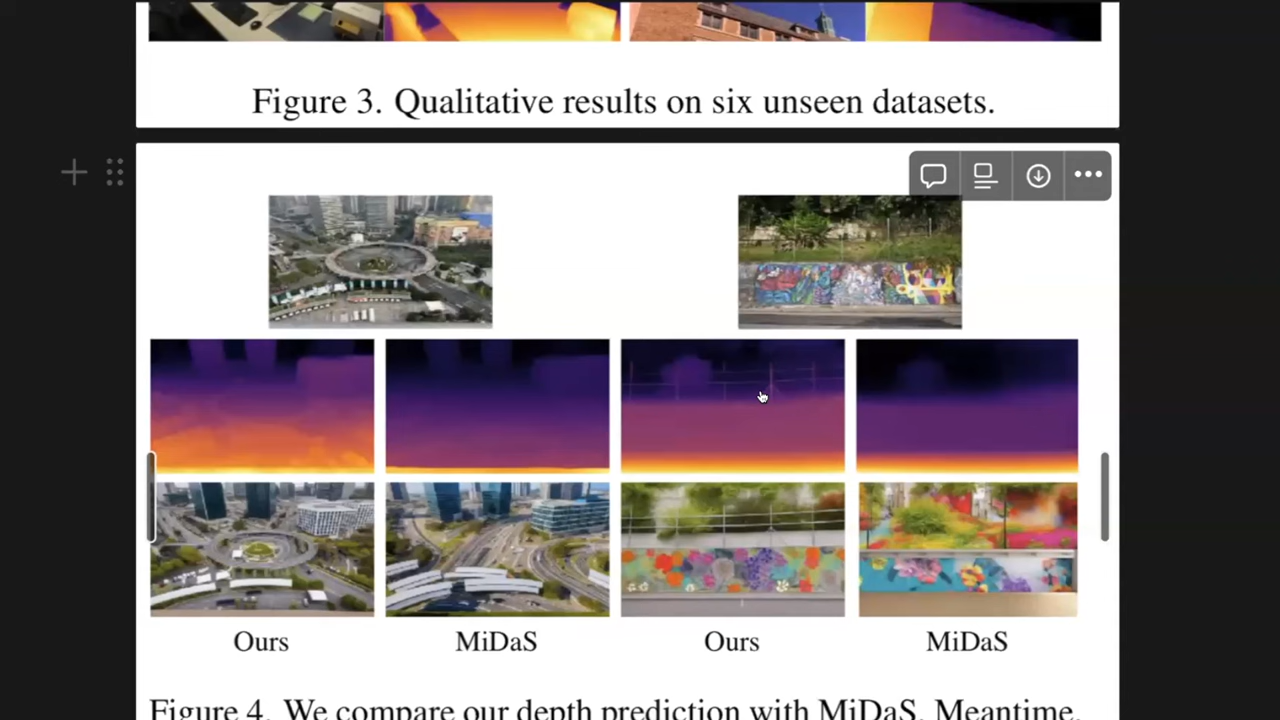 Figure 3. Qualitative results on six unseen datasets.
Ours MiDaS Ours MiDaS
Figure 4. We compare our depth prediction with MiDaS. Meantime,